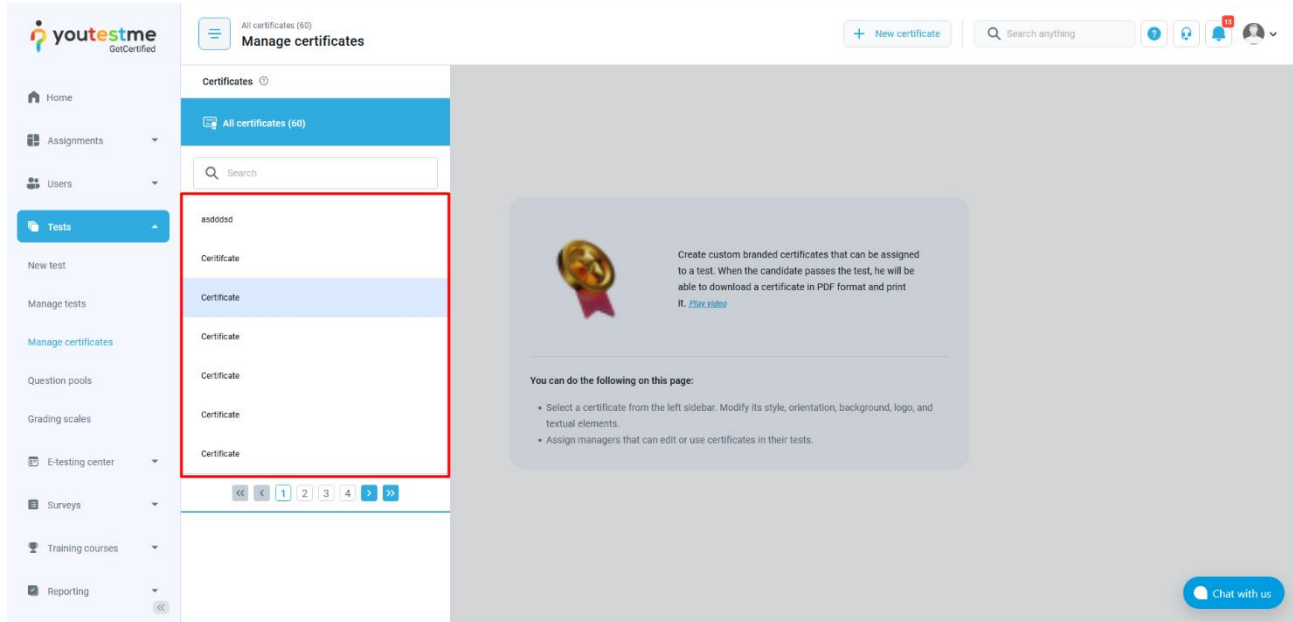 youtestme
GetCertified
All certificates (60)
Manage certificates
+ New certificate
Search anything
?
13
Home
Assignments
Users
Tests
New test
Manage tests
Manage certificates
Question pools
Grading scales
E-testing center
Surveys
Training courses
Reporting
Certificates ?
All certificates (60)
Search
asdddsd
Ceritifcate
Certificate
Certificate
Certificate
Certificate
Certificate
1 2 3 4
Create custom branded certificates that can be assigned
to a test. When the candidate passes the test, he will be
able to download a certificate in PDF format and print
it. Play video
You can do the following on this page:
• Select a certificate from the left sidebar. Modify its style, orientation, background, logo, and
textual elements.
• Assign managers that can edit or use certificates in their tests.
Chat with us